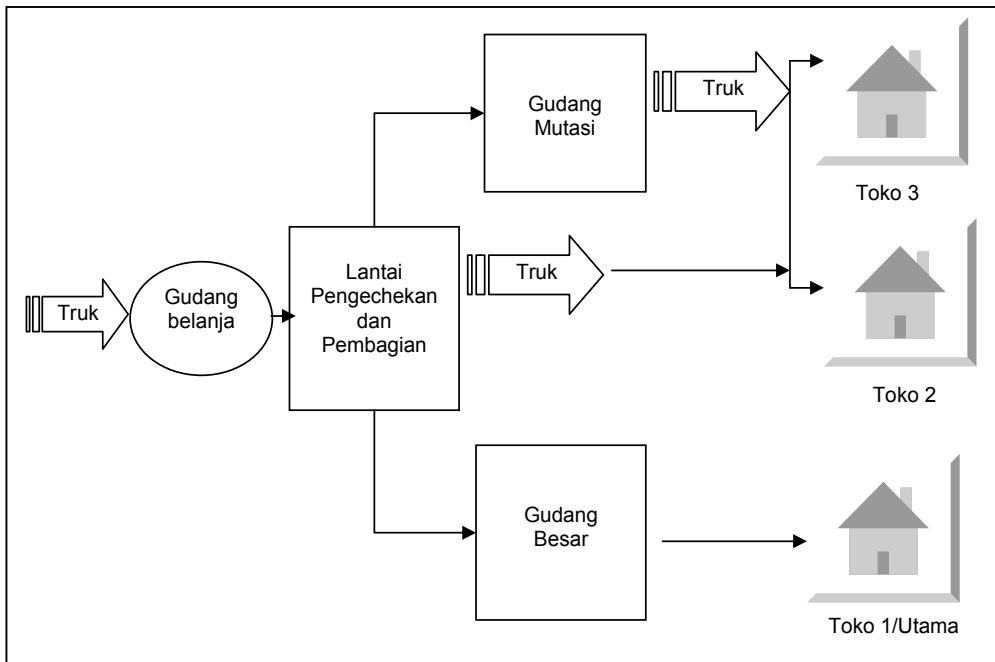 Gudang
Mutasi
Truk
Toko 3
Lantai
Pengechekan
dan
Pembagian
Truk
Truk
Gudang
belanja
Toko 2
Gudang
Besar
Toko 1/Utama